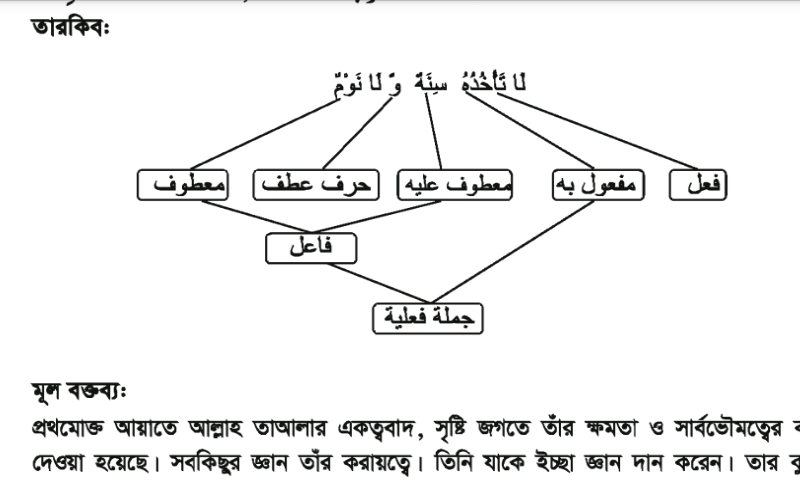 তারকিব:
لَا تَأْخُذُهُ سِنَةٌ وَّ لَا نَوْمٌ
معطوف حرف عطف معطوف عليه مفعول به فعل
فاعل
جملة فعلية
মূল বক্তব্য:
প্রথমোক্ত আয়াতে আল্লাহ তাআলার একত্ববাদ, সৃষ্টি জগতে তাঁর ক্ষমতা ও সার্বভৌমত্বের
দেওয়া হয়েছে। সবকিছুর জ্ঞান তাঁর করায়ত্বে। তিনি যাকে ইচ্ছা জ্ঞান দান করেন। তার